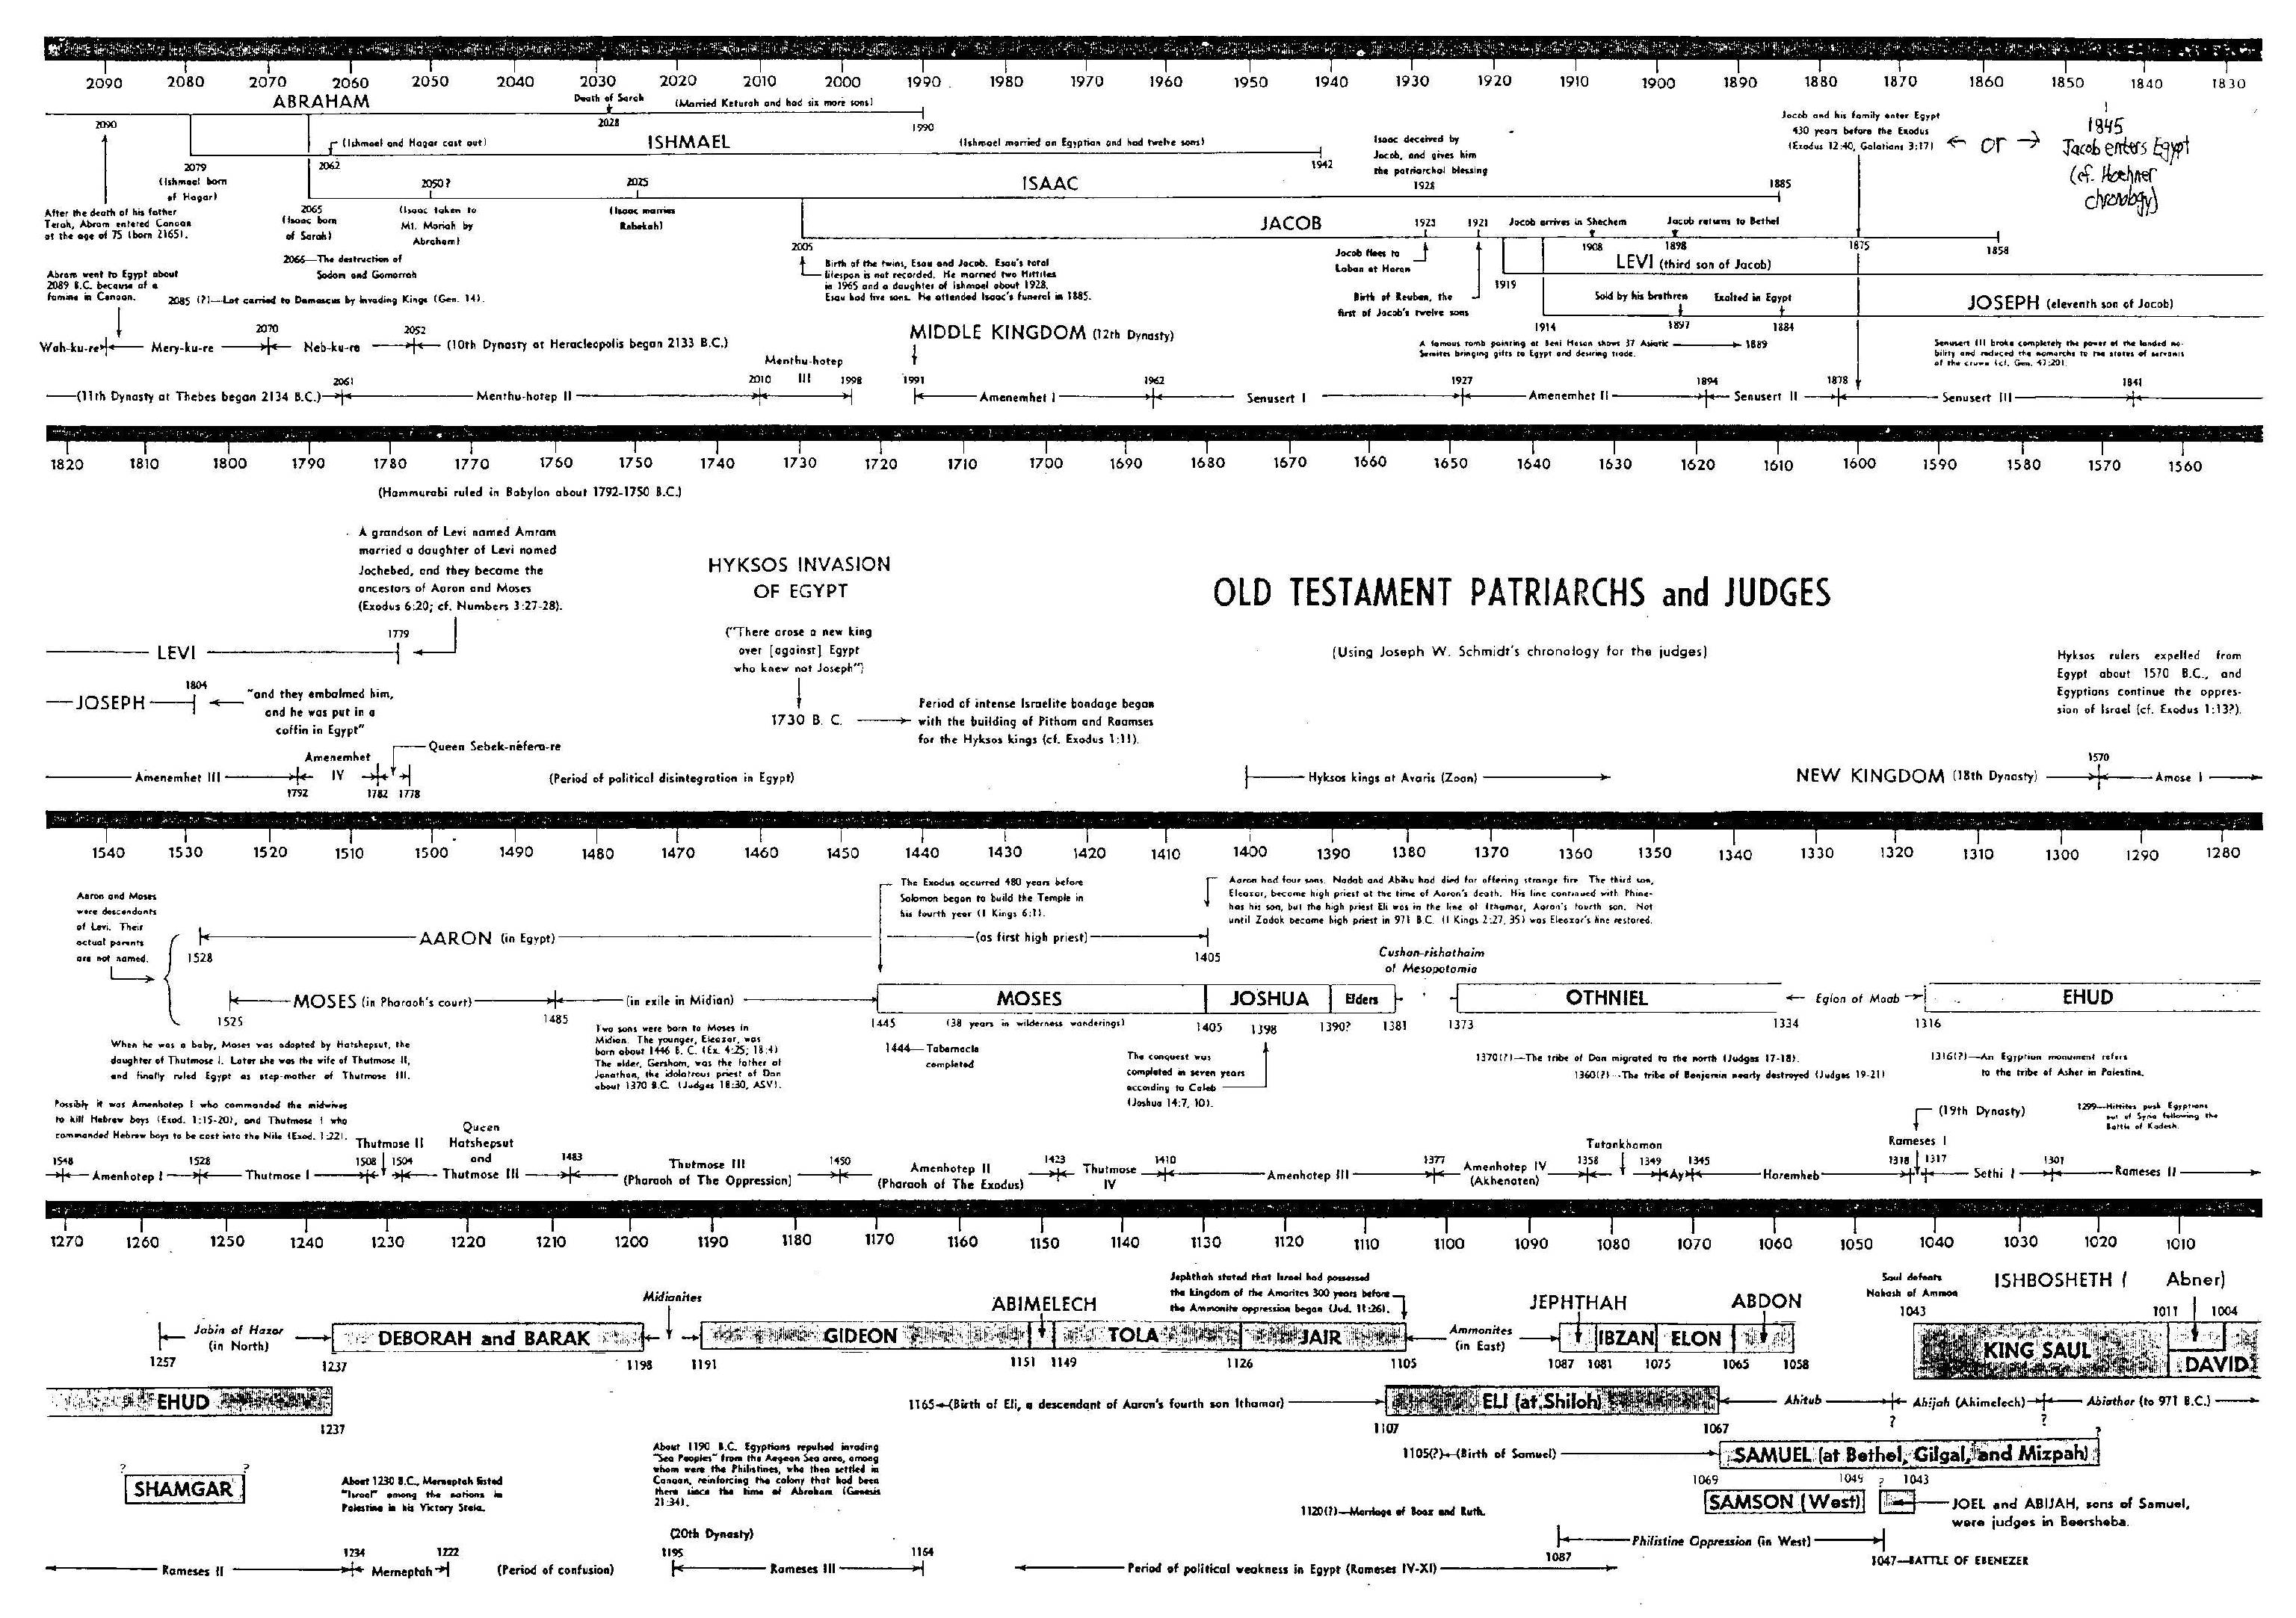 2090 2080 2070 2060 2050 2040 2030 2020 2010 2000 1990 1980 1970 1960 1950 1940 1930 1920 1910 1900 1890 1880 1870 1860 1850 1840 1830
ABRAHAM
Death of Sarah
(Married Keturah and had six more sons)
2090
2028
1990
Jacob and his family enter Egypt
430 years before the Exodus
(Exodus 12:40, Galatians 3:17)
← or →
1845
Jacob enters Egypt
(cf. Hoehner
chronology)
(Ishmael and Hagar cast out)
ISHMAEL
(Ishmael married an Egyptian and had twelve sons)
1942
2079
(Ishmael born
of Hagar)
2062
Isaac deceived by
Jacob, and gives him
the patriarchal blessing
1928
2050?
(Isaac taken to
Mt. Moriah by
Abraham)
2025
(Isaac marries
Rebekah)
ISAAC
1885
After the death of his father
Terah, Abram entered Canaan
at the age of 75 (born 2165).
2065
(Isaac born
of Sarah)
2066—The destruction of
Sodom and Gomorrah
2005
JACOB
1923
1921
Jacob arrives in Shechem
1908
Jacob returns to Bethel
1898
1875
1858
Birth of the twins, Esau and Jacob. Esau's total
lifespan is not recorded. He married two Hittites
in 1965 and a daughter of Ishmael about 1928.
Esau had five sons. He attended Isaac's funeral in 1885.
Jacob flees to
Laban at Haran
Birth of Reuben, the
first of Jacob's twelve sons
LEVI (third son of Jacob)
1919
Abram went to Egypt about
2089 B.C. because of a
famine in Canaan.
2085 (?)—Lot carried to Damascus by invading Kings (Gen. 14).
Sold by his brethren
1897
Exalted in Egypt
1884
JOSEPH (eleventh son of Jacob)
1914
Wah-ku-re
Mery-ku-re
2070
Neb-ku-re
2052
(10th Dynasty at Heracleopolis began 2133 B.C.)
MIDDLE KINGDOM (12th Dynasty)
A famous tomb painting at Beni Hasan shows 37 Asiatic
Semites bringing gifts to Egypt and desiring trade.
1889
Senusert III broke completely the power of the landed no-
bility and reduced the nomarchs to the states of servants
of the crown (cf. Gen. 47:20).
(11th Dynasty at Thebes began 2134 B.C.)
2061
Menthu-hotep II
2010
Menthu-hotep
III
1998
1991
Amenemhet I
1962
Senusert I
1927
Amenemhet II
1894
Senusert II
1878
Senusert III
1841
1820 1810 1800 1790 1780 1770 1760 1750 1740 1730 1720 1710 1700 1690 1680 1670 1660 1650 1640 1630 1620 1610 1600 1590 1580 1570 1560
(Hammurabi ruled in Babylon about 1792-1750 B.C.)
A grandson of Levi named Amram
married a daughter of Levi named
Jochebed, and they became the
ancestors of Aaron and Moses
(Exodus 6:20; cf. Numbers 3:27-28).
HYKSOS INVASION
OF EGYPT
("There arose a new king
over [against] Egypt
who knew not Joseph")
1730 B. C.
Period of intense Israelite bondage began
with the building of Pithom and Raamses
for the Hyksos kings (cf. Exodus 1:11).
OLD TESTAMENT PATRIARCHS and JUDGES
(Using Joseph W. Schmidt's chronology for the judges)
Hyksos rulers expelled from
Egypt about 1570 B.C., and
Egyptians continue the oppres-
sion of Israel (cf. Exodus 1:13?).
LEVI
1779
JOSEPH
1804
"and they embalmed him,
and he was put in a
coffin in Egypt"
Amenemhet III
1792
Amenemhet
IV
1782
1778
Queen Sebek-nefera-re
(Period of political disintegration in Egypt)
Hyksos kings at Avaris (Zoan)
NEW KINGDOM (18th Dynasty)
1570
Amose I
1540 1530 1520 1510 1500 1490 1480 1470 1460 1450 1440 1430 1420 1410 1400 1390 1380 1370 1360 1350 1340 1330 1320 1310 1300 1290 1280
Aaron and Moses
were descendants
of Levi. Their
actual parents
are not named.
The Exodus occurred 480 years before
Solomon began to build the Temple in
his fourth year (I Kings 6:1).
Aaron had four sons. Nadab and Abihu had died for offering strange fire. The third son,
Eleazar, became high priest at the time of Aaron's death. His line continued with Phine-
has his son, but the high priest Eli was in the line of Ithamar, Aaron's fourth son. Not
until Zadok became high priest in 971 B.C. (I Kings 2:27, 35) was Eleazar's line restored.
1528
AARON (in Egypt)
(as first high priest)
1405
Cushan-rishathaim
of Mesopotamia
1525
MOSES (in Pharaoh's court)
1485
(in exile in Midian)
MOSES
1445
(38 years in wilderness wanderings)
1405
JOSHUA
1398
1390?
Elders
1381
1373
OTHNIEL
1334
Eglon of Moab
1316
EHUD
When he was a baby, Moses was adopted by Hatshepsut, the
daughter of Thutmose I. Later she was the wife of Thutmose II,
and finally ruled Egypt as step-mother of Thutmose III.
Two sons were born to Moses in
Midian. The younger, Eleazar, was
born about 1446 B. C. (Ex. 4:25; 18:4)
The elder, Gershom, was the father of
Jonathan, the idolatrous priest of Dan
about 1370 B.C. (Judges 18:30, ASV).
1444—Tabernacle
completed
The conquest was
completed in seven years
according to Caleb
(Joshua 14:7, 10).
1370(?)—The tribe of Dan migrated to the north (Judges 17-18).
1360(?)—The tribe of Benjamin nearly destroyed (Judges 19-21)
1316(?)—An Egyptian monument refers
to the tribe of Asher in Palestine.
Possibly it was Amenhotep I who commanded the midwives
to kill Hebrew boys (Exod. 1:15-20), and Thutmose I who
commanded Hebrew boys to be cast into the Nile (Exod. 1:22).
(19th Dynasty)
1299—Hittites push Egyptians
out of Syria following the
Battle of Kadesh.
1548
Amenhotep I
1528
Thutmose I
1508
Thutmose II
1504
Queen
Hatshepsut
and
Thutmose III
1483
Thutmose III
(Pharaoh of The Oppression)
1450
Amenhotep II
(Pharaoh of The Exodus)
1423
Thutmose
IV
1410
Amenhotep III
1377
Amenhotep IV
(Akhenaten)
1358
Tutankhamon
1349
Ay
1345
Haremheb
1318
Rameses I
1317
Sethi I
1301
Rameses II
1270 1260 1250 1240 1230 1220 1210 1200 1190 1180 1170 1160 1150 1140 1130 1120 1110 1100 1090 1080 1070 1060 1050 1040 1030 1020 1010
Jabin of Hazor
(in North)
1257
1237
DEBORAH and BARAK
1198
Midianites
1191
GIDEON
1151
ABIMELECH
1149
TOLA
1126
JAIR
1105
Jephthah stated that Israel had possessed
the kingdom of the Amorites 300 years before
the Ammonite oppression began (Jud. 11:26).
Ammonites
(in East)
JEPHTHAH
1087
1081
IBZAN
1075
ELON
1065
ABDON
1058
Saul defeats
Nahash of Ammon
1043
KING SAUL
ISHBOSHETH ( Abner)
1011
1004
DAVID
EHUD
1237
1165←(Birth of Eli, a descendant of Aaron's fourth son Ithamar)
1107
ELI (at Shiloh)
1067
Ahitub
?
Ahijah (Ahimelech)
?
Abiathar (to 971 B.C.)
1105(?)←(Birth of Samuel)
SAMUEL (at Bethel, Gilgal, and Mizpah)
?
? ?
SHAMGAR
About 1230 B.C., Merneptah listed
"Israel" among the nations in
Palestine in his Victory Stela.
About 1190 B.C. Egyptians repulsed invading
"Sea Peoples" from the Aegean Sea area, among
whom were the Philistines, who then settled in
Canaan, reinforcing the colony that had been
there since the time of Abraham (Genesis
21:34).
1120(?)—Marriage of Boaz and Ruth.
1069
1049
SAMSON (West)
?
1043
JOEL and ABIJAH, sons of Samuel,
were judges in Beersheba.
1087
Philistine Oppression (in West)
1047—BATTLE OF EBENEZER
Rameses II
1234
Merneptah
1222
(Period of confusion)
(20th Dynasty)
1195
Rameses III
1164
Period of political weakness in Egypt (Rameses IV-XI)